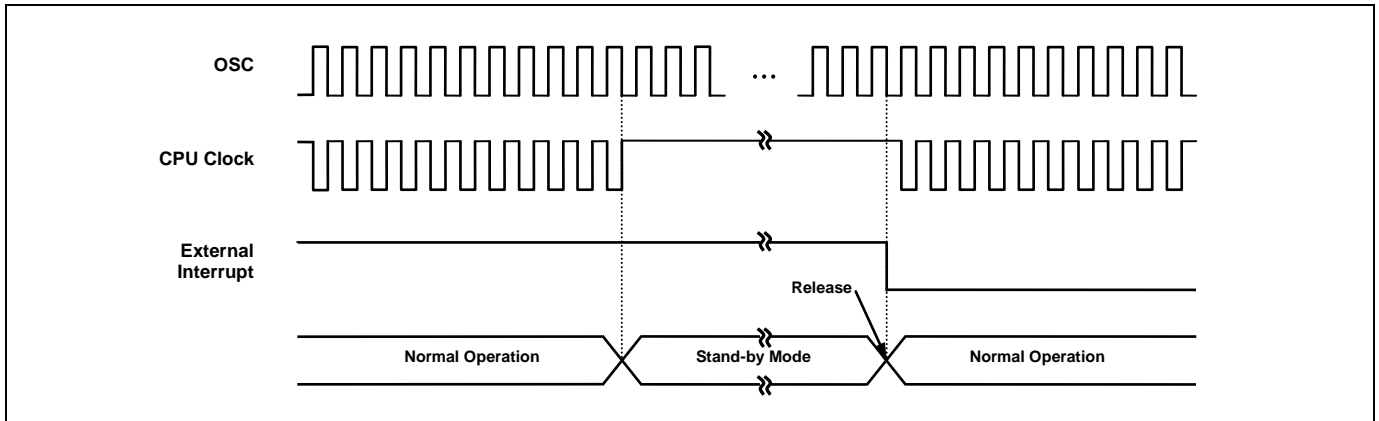 OSC
...
CPU Clock
External
Interrupt
Release
Normal Operation
Stand-by Mode
Normal Operation